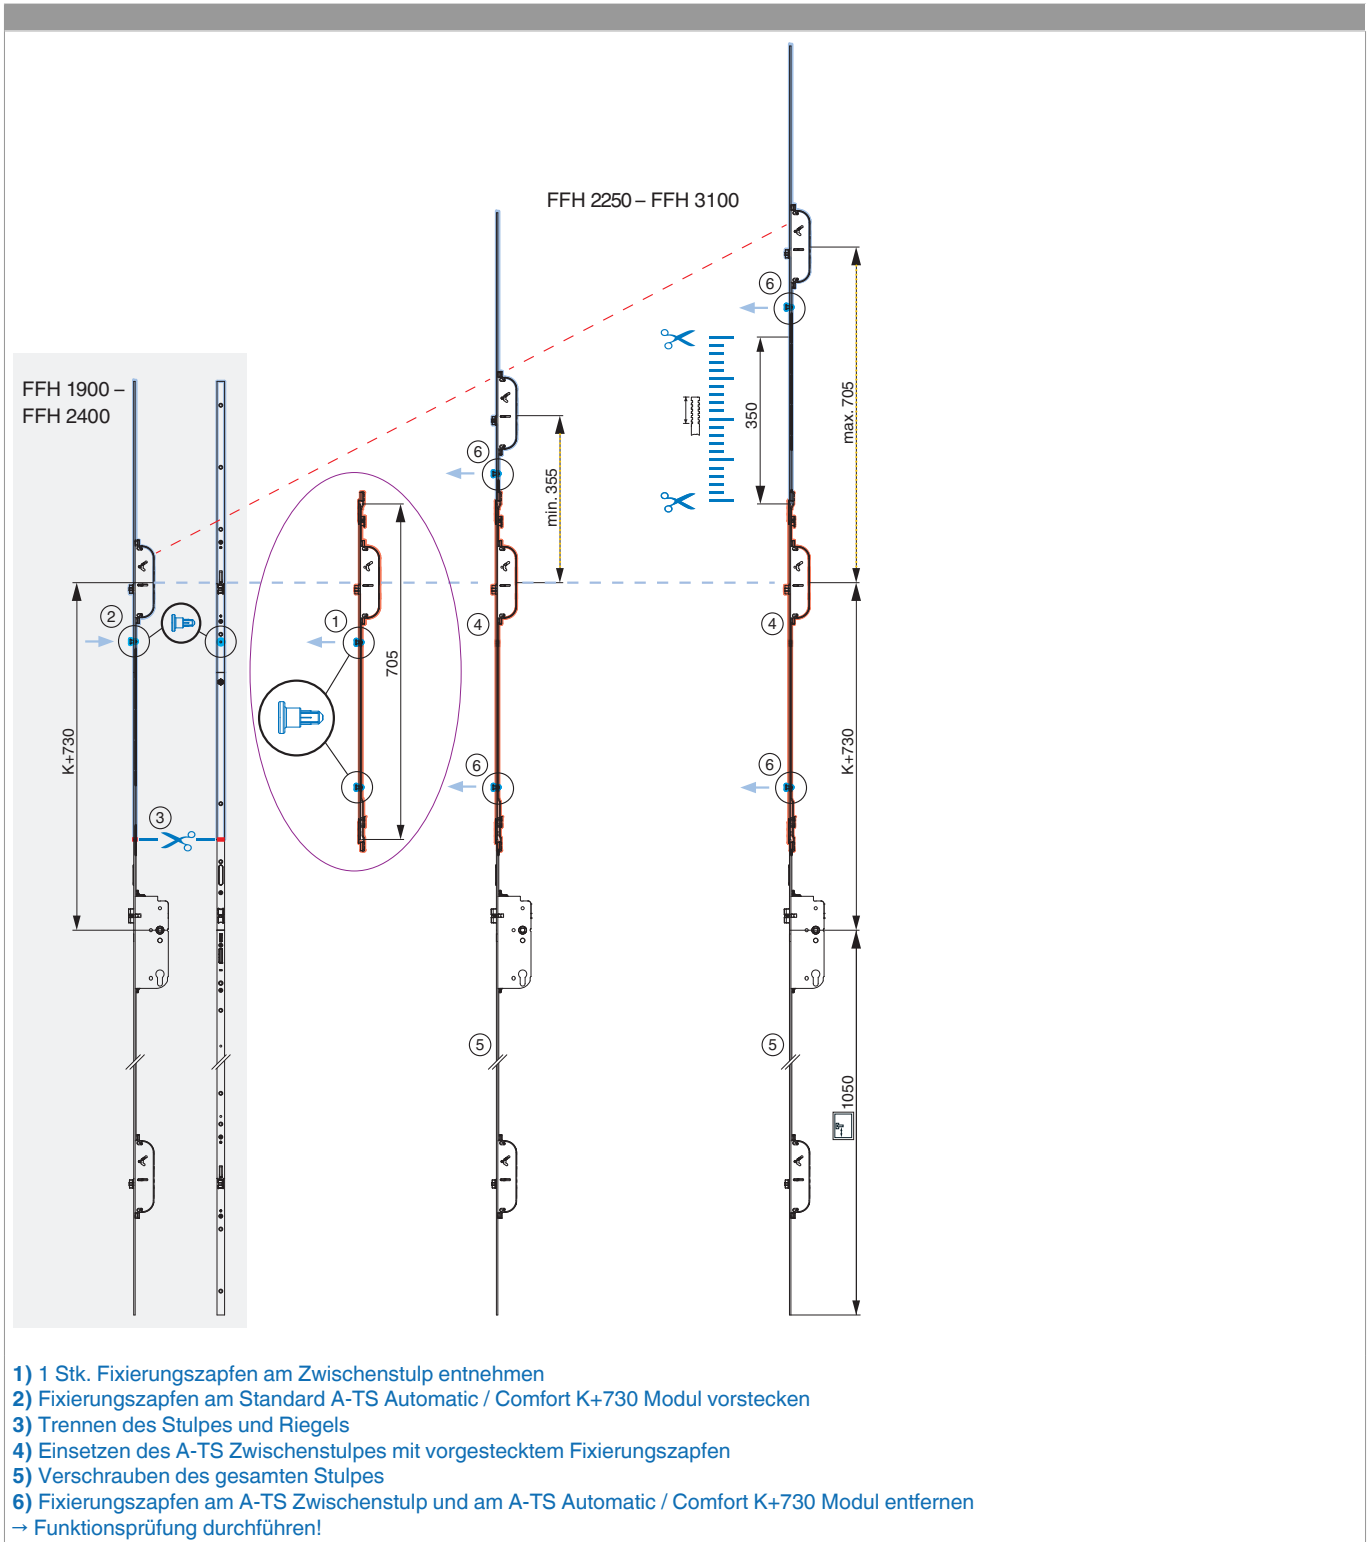 FFH 2250 – FFH 3100
FFH 1900 –
FFH 2400
6
max. 705
350
6
min. 355
2
1
4
4
705
K+730
K+730
3
6
6
5
5
1050
1) 1 Stk. Fixierungszapfen am Zwischenstulp entnehmen
2) Fixierungszapfen am Standard A-TS Automatic / Comfort K+730 Modul vorstecken
3) Trennen des Stulpes und Riegels
4) Einsetzen des A-TS Zwischenstulpes mit vorgestecktem Fixierungszapfen
5) Verschrauben des gesamten Stulpes
6) Fixierungszapfen am A-TS Zwischenstulp und am A-TS Automatic / Comfort K+730 Modul entfernen
→ Funktionsprüfung durchführen!